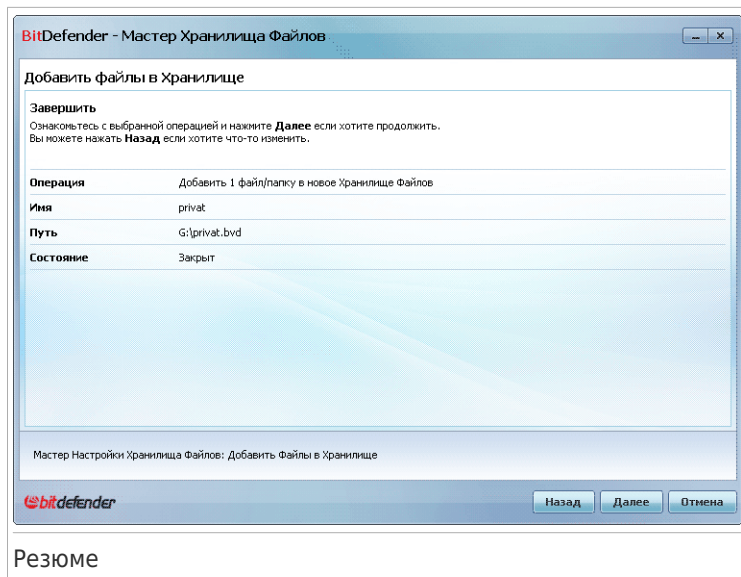 BitDefender - Мастер Хранилища Файлов
Добавить файлы в Хранилище
Завершить
Ознакомьтесь с выбранной операцией и нажмите Далее если хотите продолжить.
Вы можете нажать Назад если хотите что-то изменить.
Операция Добавить 1 файл/папку в новое Хранилище Файлов
Имя privat
Путь G:\privat.bvd
Состояние Закрыт
Мастер Настройки Хранилища Файлов: Добавить Файлы в Хранилище
bitdefender
Назад Далее Отмена
Резюме